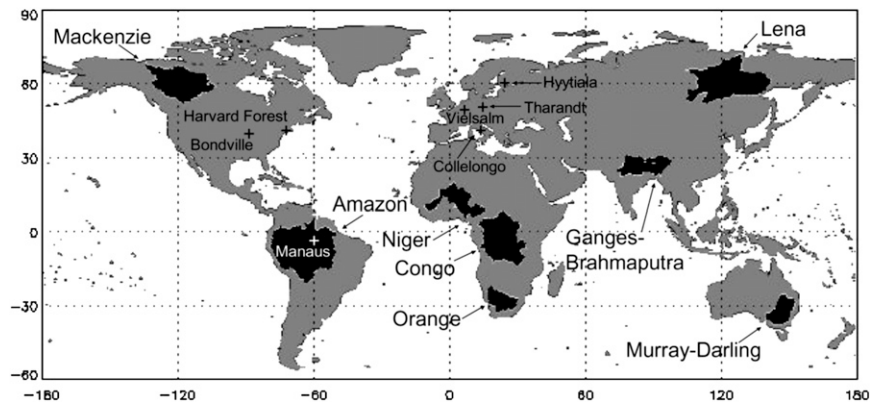 90
Mackenzie
Lena
60
Hyytiala
Harvard Forest
Tharandt
Vielsalm
Bondville
Collelongo
30
Amazon
0
Manaus
Niger
Ganges-
Brahmaputra
Congo
-30
Orange
Murray-Darling
-60
-180 -120 -60 0 60 120 180